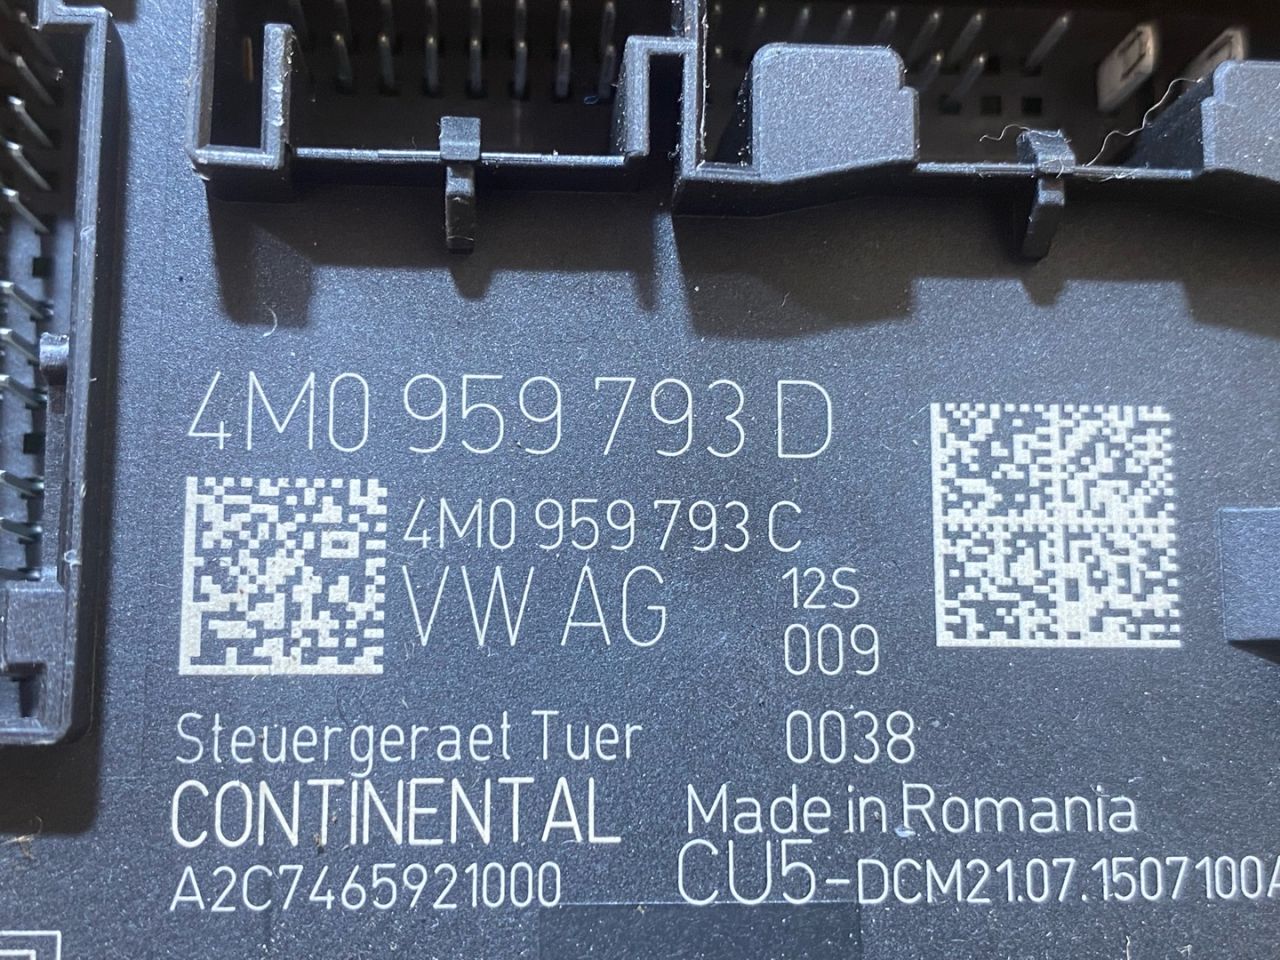 4M0 959 793 D
4M0 959 793 C
VW AG 12S
009
Steuergeraet Tuer 0038
CONTINENTAL Made in Romania
A2C7465921000 CU5-DCM21.07.1507100A